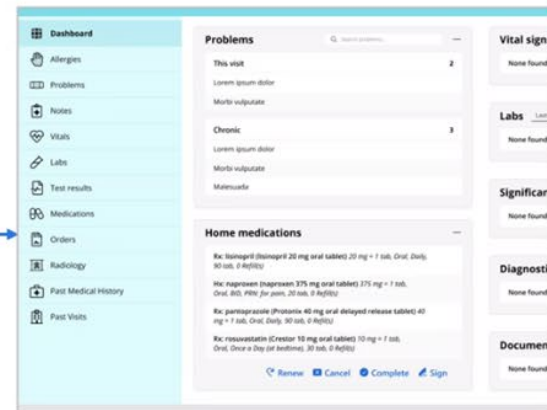 Dashboard
Allergies
Problems
Notes
Vitals
Labs
Test results
Medications
Orders
Radiology
Past Medical History
Past Visits
Problems
This visit 2
Lorem ipsum dolor
Morbi vulputate
Chronic 3
Lorem ipsum dolor
Morbi vulputate
Malesuada
Home medications
Rx: lisinopril (lisinopril 20 mg oral tablet) 20 mg = 1 tab, Oral, Daily,
90 tab, 0 Refill(s)
Hx: naproxen (naproxen 375 mg oral tablet) 375 mg = 1 tab,
Oral, BID, PRN: for pain, 20 tab, 0 Refill(s)
Rx: pantoprazole (Protonix 40 mg oral delayed release tablet) 40
mg = 1 tab, Oral, Daily, 90 tab, 0 Refill(s)
Rx: rosuvastatin (Crestor 10 mg oral tablet) 10 mg = 1 tab,
Oral, Once a Day (at bedtime), 30 tab, 0 Refill(s)
Renew Cancel Complete Sign
Vital sign
None found
Labs
None found
Significan
None found
Diagnosti
None found
Documen
None found